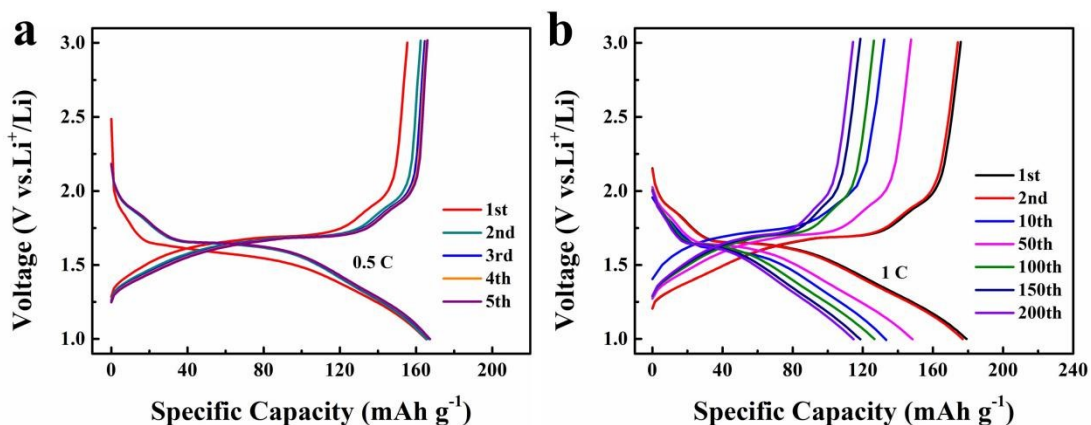 a
Voltage (V vs.Li⁺/Li)
3.0
2.5
2.0
1.5
1.0
1st
2nd
3rd
4th
5th
0.5 C
0 40 80 120 160 200
Specific Capacity (mAh g⁻¹)
b
Voltage (V vs.Li⁺/Li)
3.0
2.5
2.0
1.5
1.0
1st
2nd
10th
50th
100th
150th
200th
1 C
0 40 80 120 160 200 240
Specific Capacity (mAh g⁻¹)